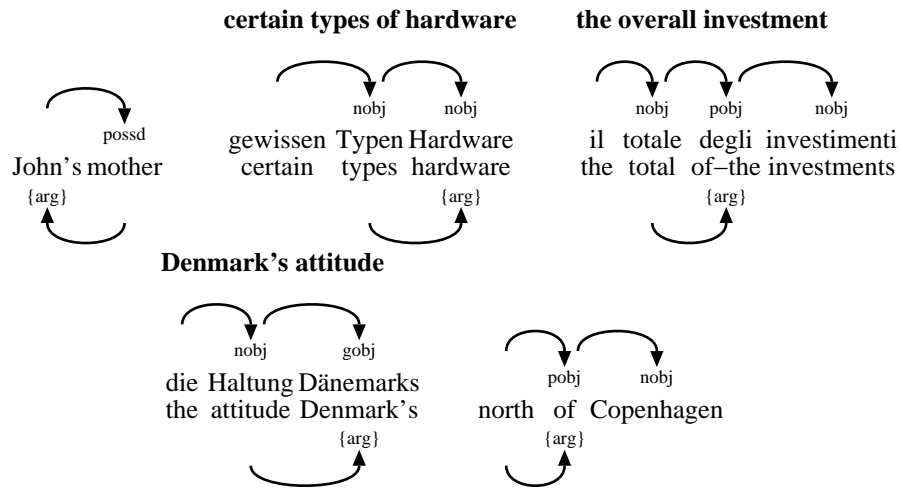 certain types of hardware
the overall investment
possd
John's mother
{arg}
nobj nobj
gewissen Typen Hardware
certain types hardware
{arg}
nobj pobj nobj
il totale degli investimenti
the total of–the investments
{arg}
Denmark's attitude
nobj gobj
die Haltung Dänemarks
the attitude Denmark's
{arg}
pobj nobj
north of Copenhagen
{arg}